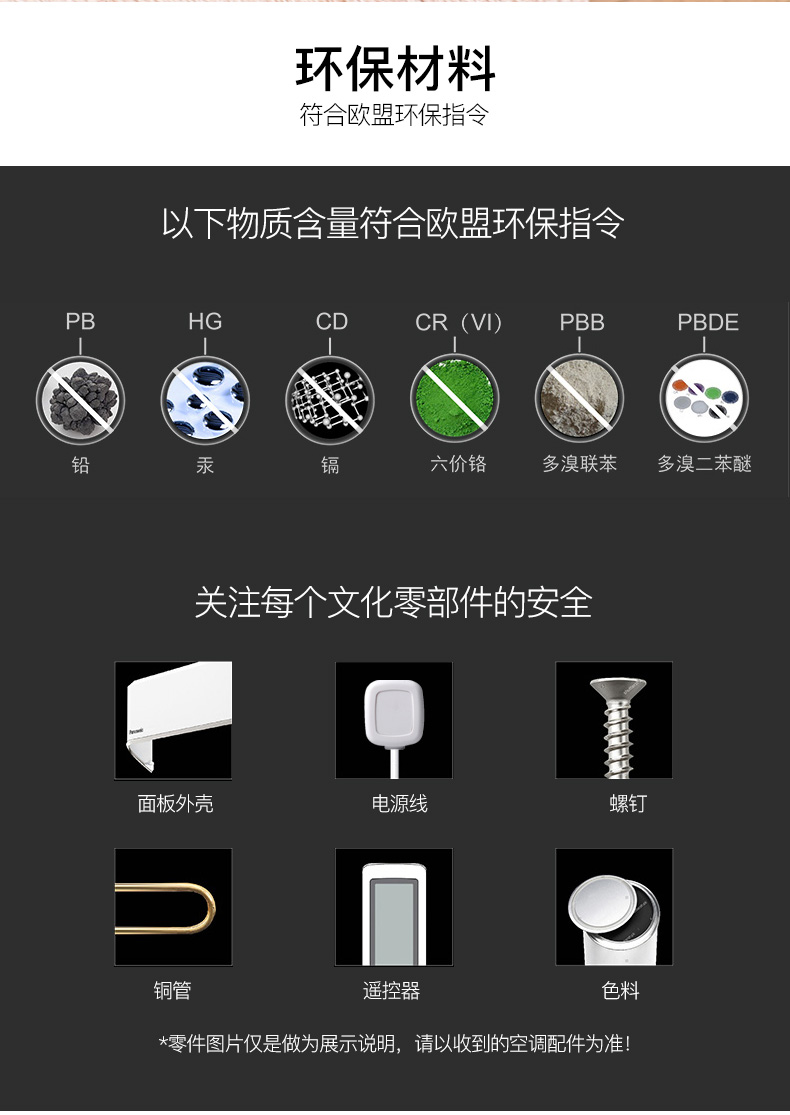 环保材料
符合欧盟环保指令
以下物质含量符合欧盟环保指令
PB HG CD CR（VI） PBB PBDE
铅 汞 镉 六价铬 多溴联苯 多溴二苯醚
关注每个文化零部件的安全
Panasonic
面板外壳 电源线 螺钉
铜管 遥控器 色料
*零件图片仅是做为展示说明，请以收到的空调配件为准！